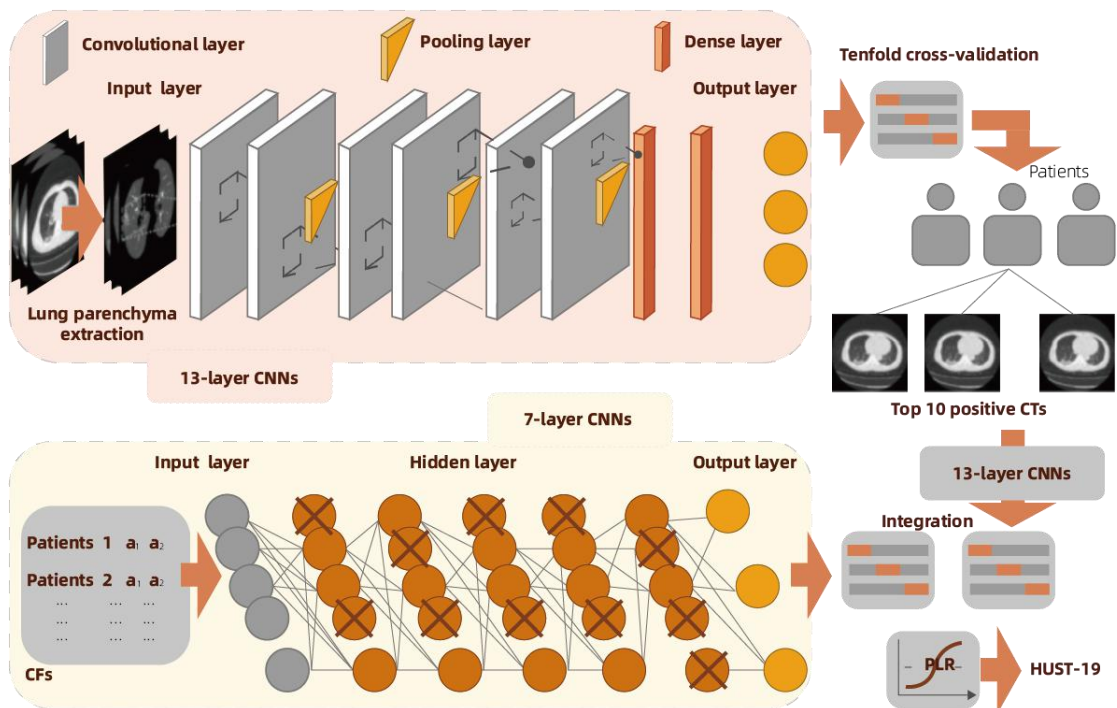 Convolutional layer
Pooling layer
Dense layer
Input layer
Output layer
Lung parenchyma
extraction
13-layer CNNs
Tenfold cross-validation
Patients
Top 10 positive CTs
13-layer CNNs
Integration
7-layer CNNs
Input layer
Hidden layer
Output layer
Patients 1 a₁ a₂
Patients 2 a₁ a₂
... ... ...
... ... ...
... ... ...
CFs
PLR
HUST-19